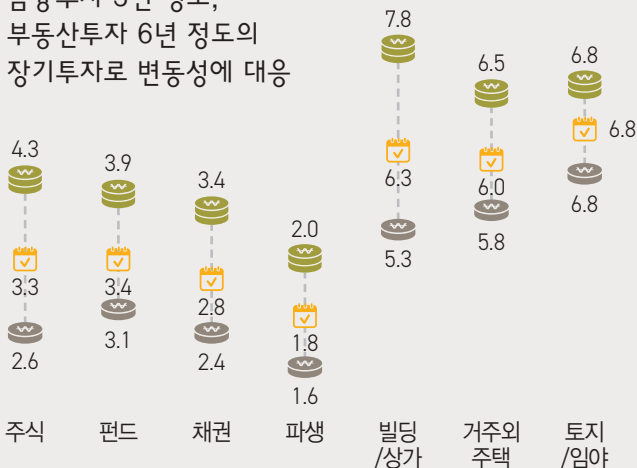 부동산투자 6년 정도의
장기투자로 변동성에 대응
4.3
3.3
2.6
3.9
3.4
3.1
3.4
2.8
2.4
2.0
1.8
1.6
7.8
6.3
5.3
6.5
6.0
5.8
6.8
6.8
6.8
주식
펀드
채권
파생
빌딩
/상가
거주외
주택
토지
/임야